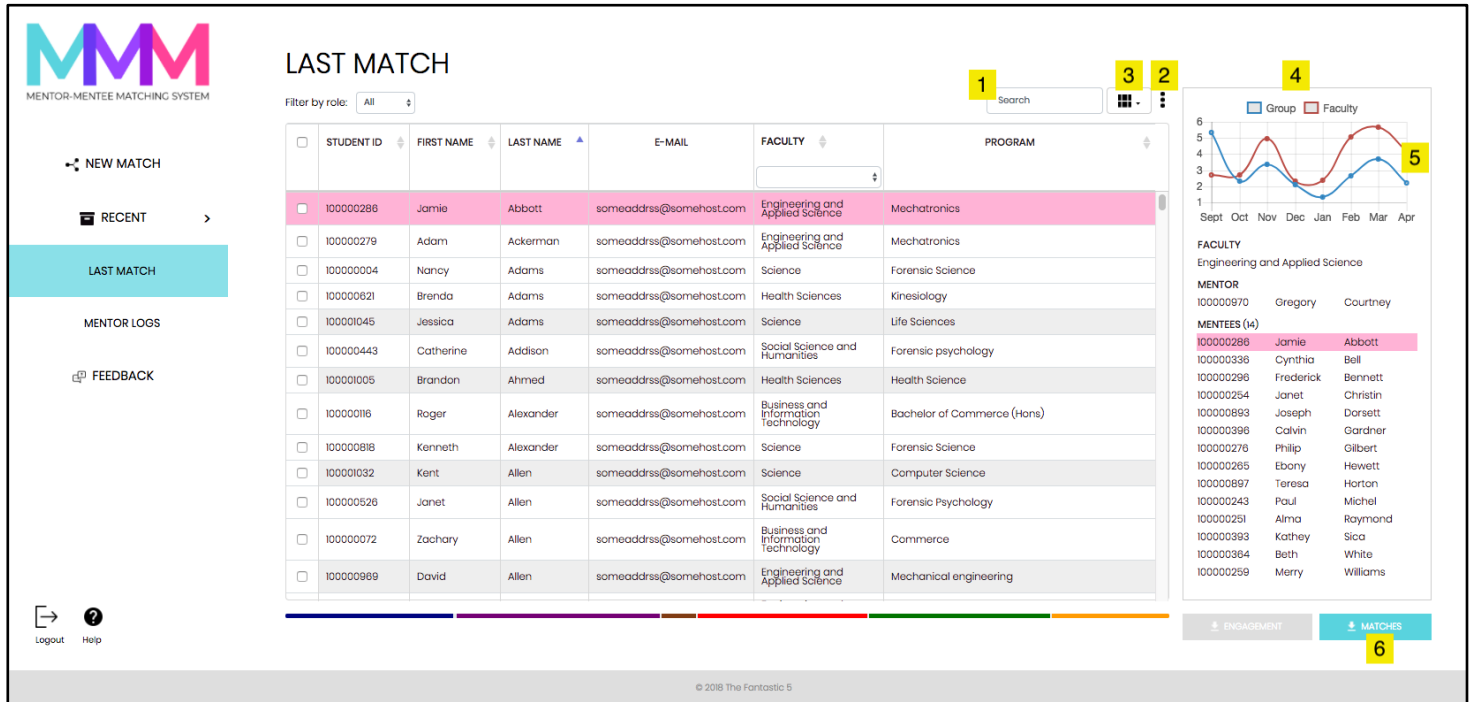 MMM
MENTOR-MENTEE MATCHING SYSTEM
NEW MATCH
RECENT
LAST MATCH
MENTOR LOGS
FEEDBACK
Logout Help
LAST MATCH
Filter by role: All
1 Search 3 2
STUDENT ID FIRST NAME LAST NAME E-MAIL FACULTY PROGRAM
100000286 Jamie Abbott someaddrss@somehost.com Engineering and Applied Science Mechatronics
100000279 Adam Ackerman someaddrss@somehost.com Engineering and Applied Science Mechatronics
100000004 Nancy Adams someaddrss@somehost.com Science Forensic Science
100000621 Brenda Adams someaddrss@somehost.com Health Sciences Kinesiology
100001045 Jessica Adams someaddrss@somehost.com Science Life Sciences
100000443 Catherine Addison someaddrss@somehost.com Social Science and Humanities Forensic psychology
100001005 Brandon Ahmed someaddrss@somehost.com Health Sciences Health Science
100000116 Roger Alexander someaddrss@somehost.com Business and Information Technology Bachelor of Commerce (Hons)
100000818 Kenneth Alexander someaddrss@somehost.com Science Forensic Science
100001032 Kent Allen someaddrss@somehost.com Science Computer Science
100000526 Janet Allen someaddrss@somehost.com Social Science and Humanities Forensic Psychology
100000072 Zachary Allen someaddrss@somehost.com Business and Information Technology Commerce
100000969 David Allen someaddrss@somehost.com Engineering and Applied Science Mechanical engineering
4
Group Faculty
6
5
4
3
2
1
5
Sept Oct Nov Dec Jan Feb Mar Apr
FACULTY
Engineering and Applied Science
MENTOR
100000970 Gregory Courtney
MENTEES (14)
100000286 Jamie Abbott
100000336 Cynthia Bell
100000296 Frederick Bennett
100000254 Janet Christin
100000893 Joseph Dorsett
100000396 Calvin Gardner
100000276 Philip Gilbert
100000265 Ebony Hewett
100000897 Teresa Horton
100000243 Paul Michel
100000251 Alma Raymond
100000393 Kathey Sica
100000364 Beth White
100000259 Merry Williams
ENGAGEMENT MATCHES
6
© 2018 The Fantastic 5